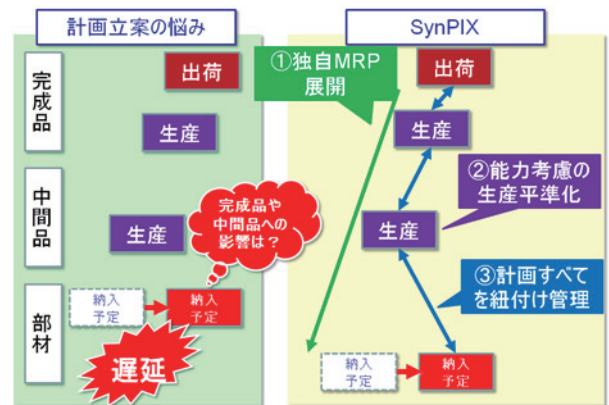 計画立案の悩み
完成品
出荷
生産
中間品
生産
完成品や
中間品への
影響は？
部材
納入
予定
納入
予定
遅延
SynPIX
①独自MRP
展開
出荷
生産
②能力考慮の
生産平準化
生産
③計画すべて
を紐付け管理
納入
予定
納入
予定